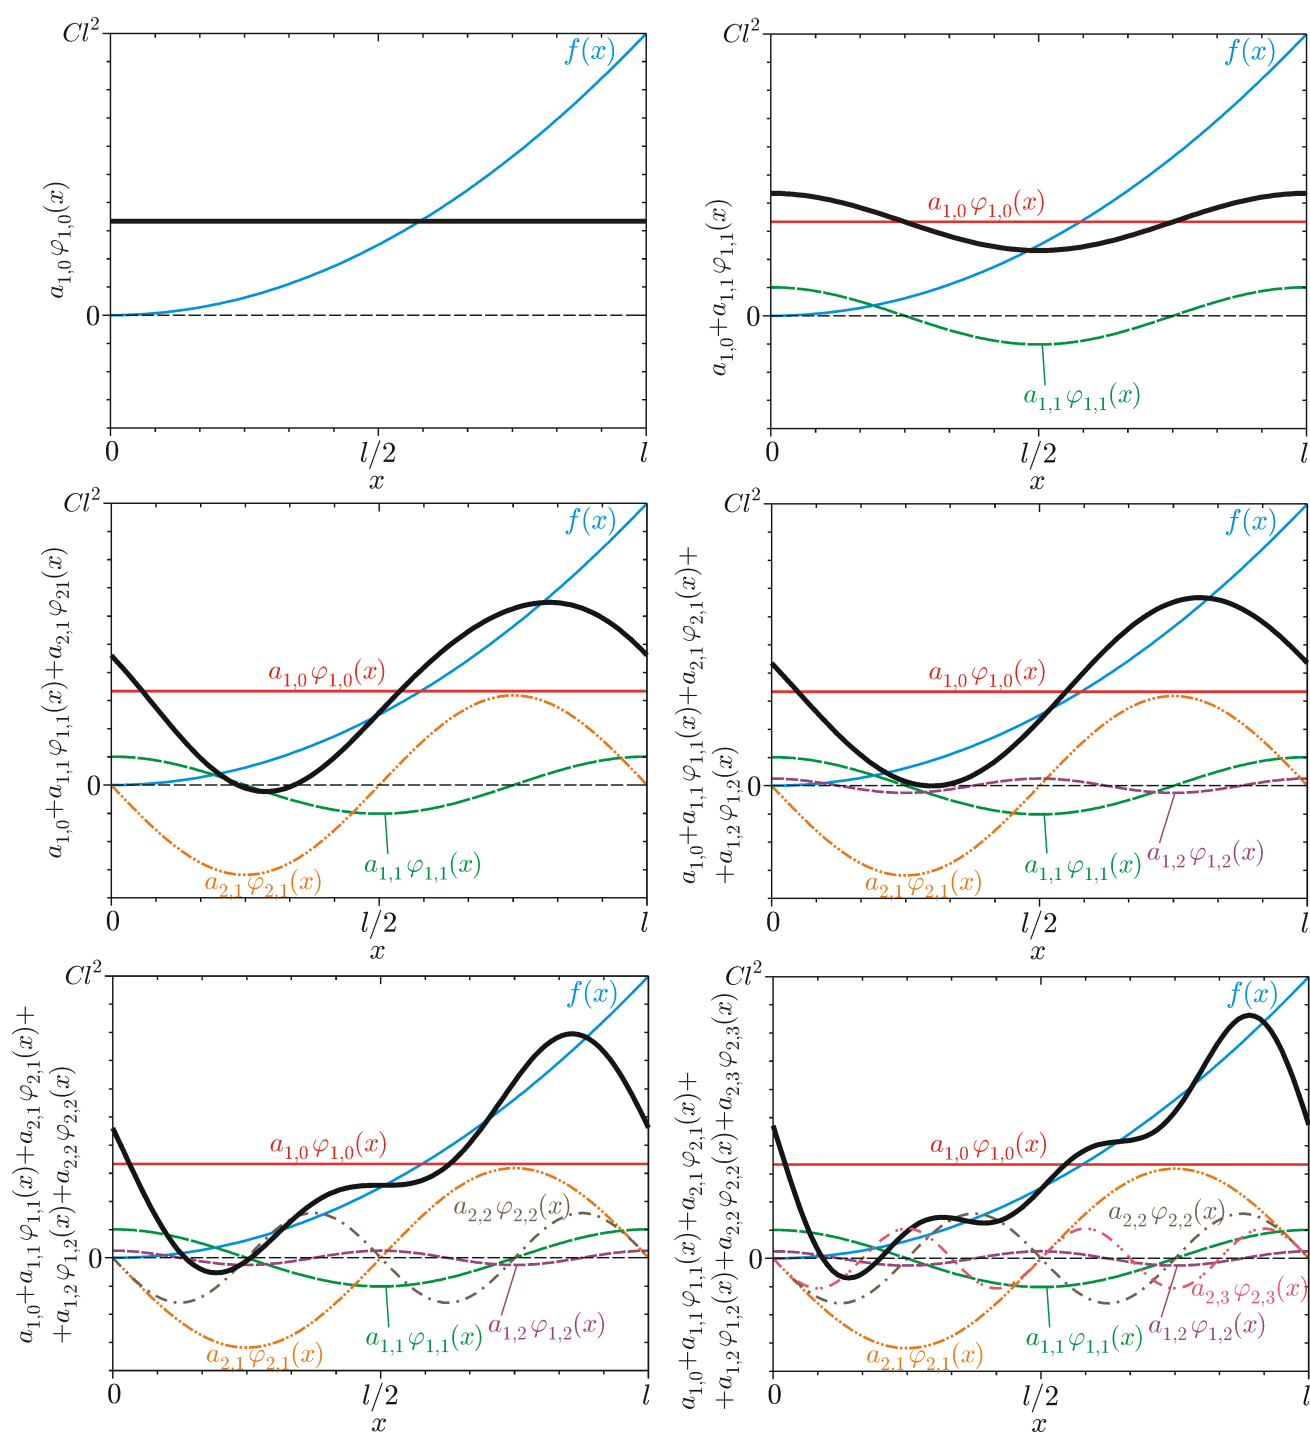 Cl²
f(x)
a₁,₀φ₁,₀(x)
0
0
l/2
l
x
Cl²
f(x)
a₁,₀φ₁,₀(x)
a₁,₀+a₁,₁φ₁,₁(x)
0
a₁,₁φ₁,₁(x)
0
l/2
l
x
Cl²
f(x)
a₁,₀φ₁,₀(x)
a₁,₀+a₁,₁φ₁,₁(x)+a₂,₁φ₂₁(x)
0
a₁,₁φ₁,₁(x)
a₂,₁φ₂,₁(x)
0
l/2
l
x
Cl²
f(x)
a₁,₀φ₁,₀(x)
a₁,₀+a₁,₁φ₁,₁(x)+a₂,₁φ₂,₁(x)+
+a₁,₂φ₁,₂(x)
0
a₁,₂φ₁,₂(x)
a₁,₁φ₁,₁(x)
a₂,₁φ₂,₁(x)
0
l/2
l
x
Cl²
f(x)
a₁,₀φ₁,₀(x)
a₁,₀+a₁,₁φ₁,₁(x)+a₂,₁φ₂,₁(x)+
+a₁,₂φ₁,₂(x)+a₂,₂φ₂,₂(x)
a₂,₂φ₂,₂(x)
0
a₁,₂φ₁,₂(x)
a₁,₁φ₁,₁(x)
a₂,₁φ₂,₁(x)
0
l/2
l
x
Cl²
f(x)
a₁,₀φ₁,₀(x)
a₁,₀+a₁,₁φ₁,₁(x)+a₂,₁φ₂,₁(x)+
+a₁,₂φ₁,₂(x)+a₂,₂φ₂,₂(x)+a₂,₃φ₂,₃(x)
a₂,₂φ₂,₂(x)
0
a₂,₃φ₂,₃(x)
a₁,₂φ₁,₂(x)
a₁,₁φ₁,₁(x)
a₂,₁φ₂,₁(x)
0
l/2
l
x